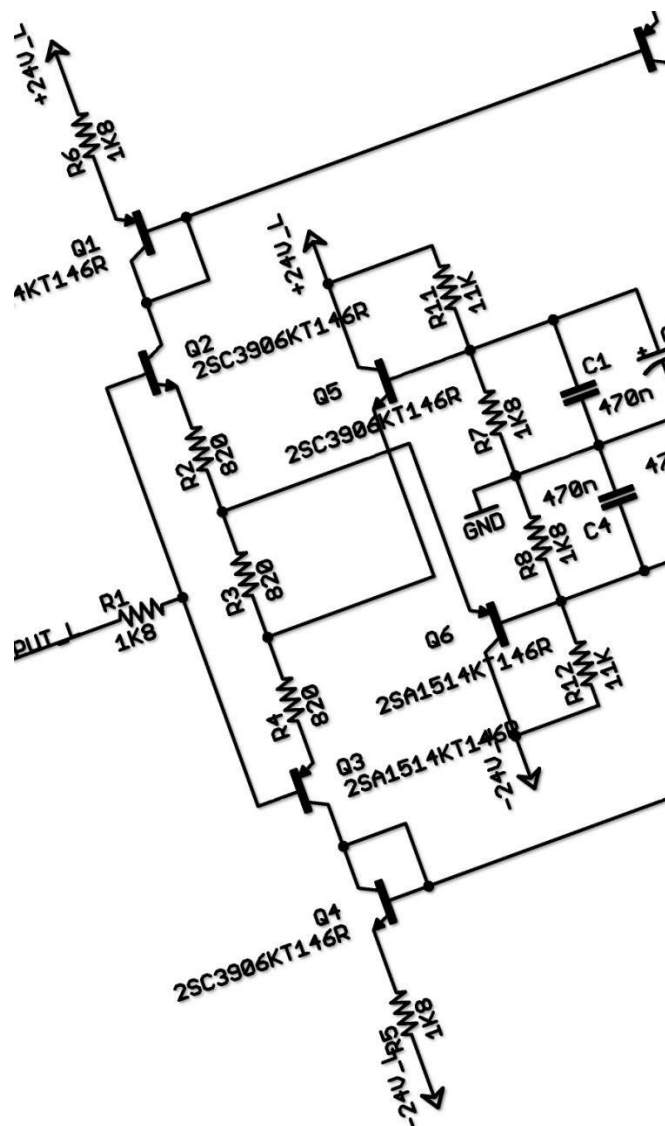 +24V_L
R6
1K8
Q1
4KT146R
+24V_L
R11
11K
Q2
2SC3906KT146R
Q5
2SC3906KT146R
C1
470n
R7
1K8
R2
820
470n
47
GND
C4
R8
1K8
R3
820
R1
1K8
PUT_L
Q6
2SA1514KT146R
R12
11K
R4
820
Q3
2SA1514KT146R
-24V_L
Q4
2SC3906KT146R
R5
1K8
-24V_L